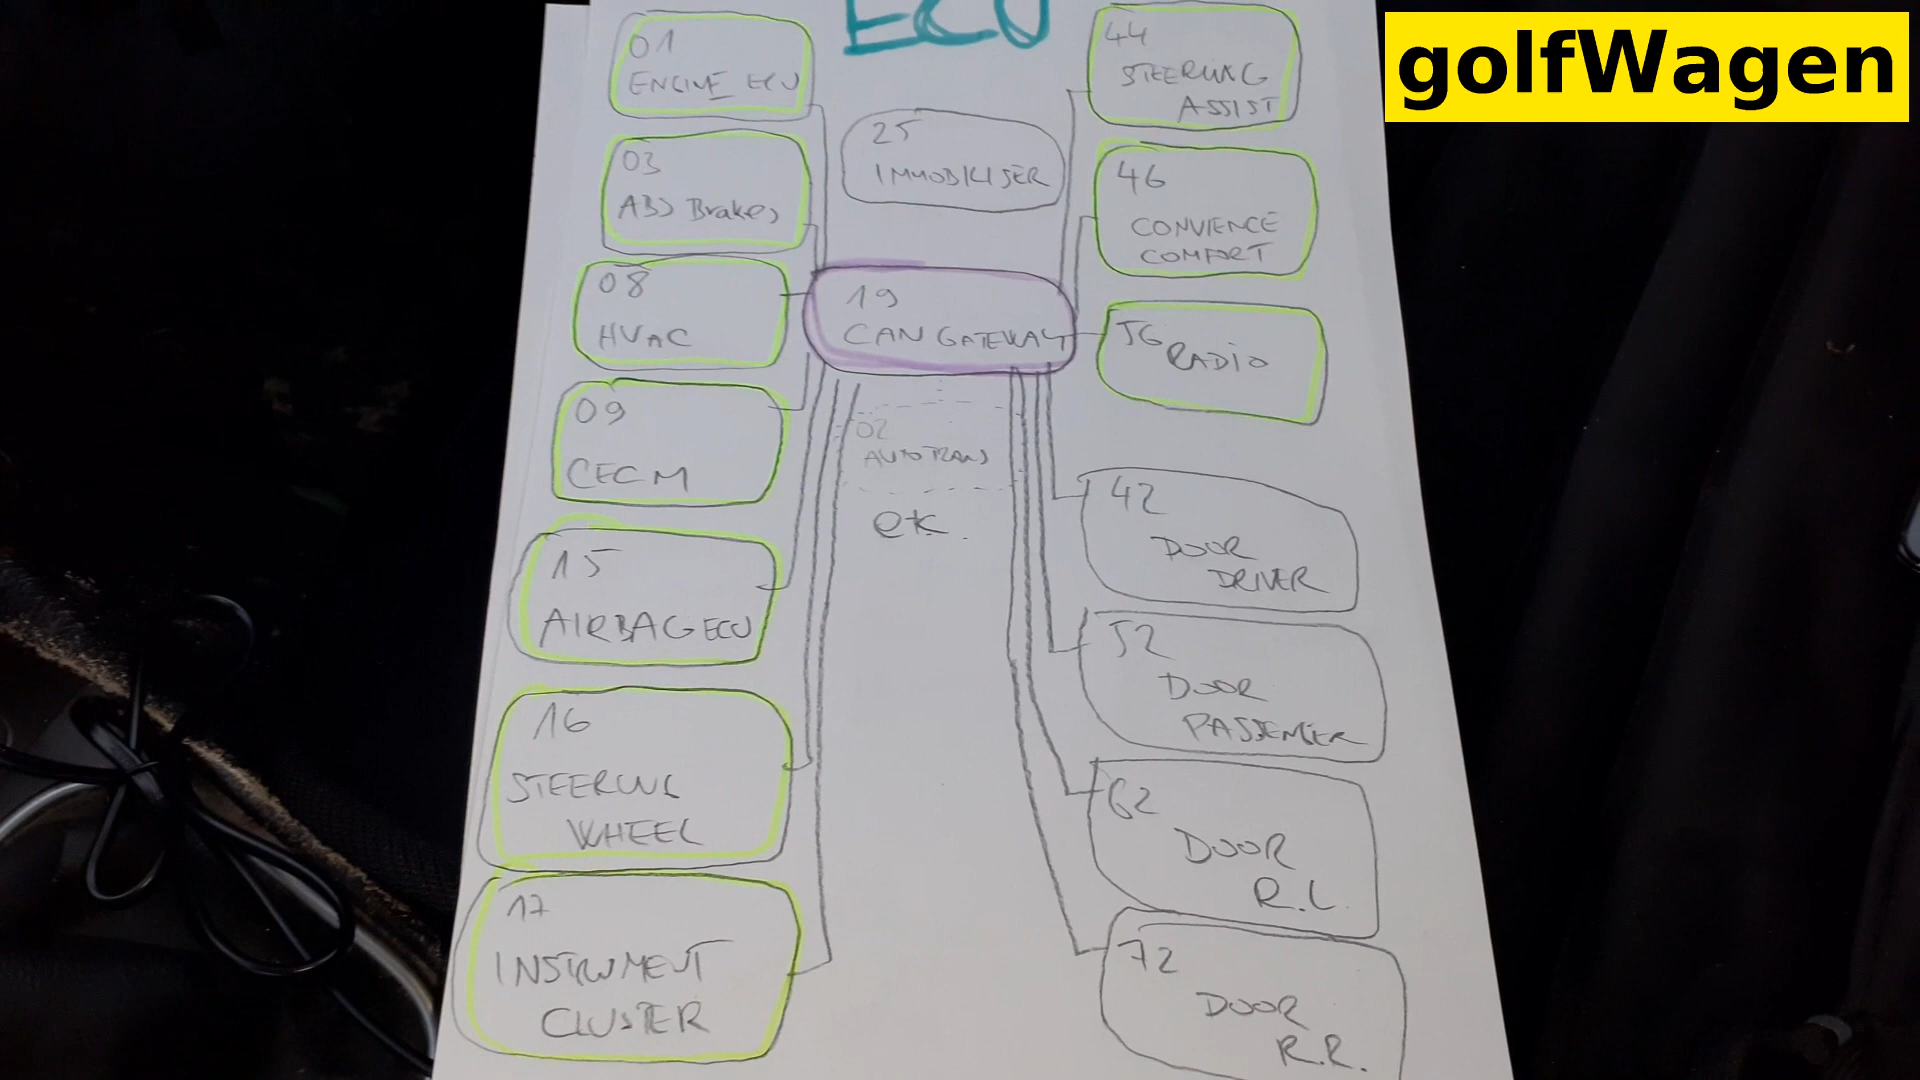 golfWagen
ECU
01
ENGINE ECU
03
ABS Brakes
08
HVAC
09
CECM
15
AIRBAG ECU
16
STEERING
WHEEL
17
INSTRUMENT
CLUSTER
25
IMMOBILISER
19
CAN GATEWAY
02
AUTO TRANS
etc.
44
STEERING
ASSIST
46
CONVIENCE
COMFORT
56
RADIO
42
DOOR
DRIVER
52
DOOR
PASSENGER
62
DOOR
R.L.
72
DOOR
R.R.